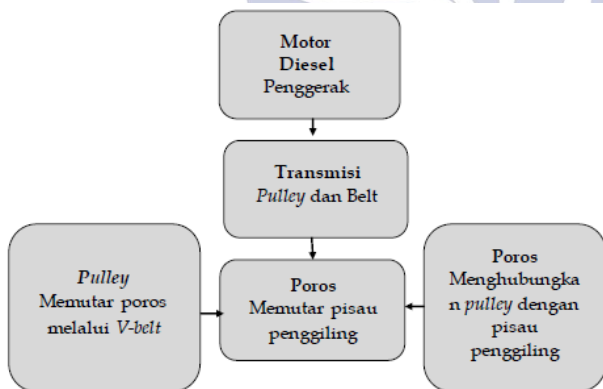 Motor
Diesel
Penggerak
Transmisi
Pulley dan Belt
Pulley
Memutar poros
melalui V-belt
Poros
Memutar pisau
penggiling
Poros
Menghubungka
n pulley dengan
pisau
penggiling